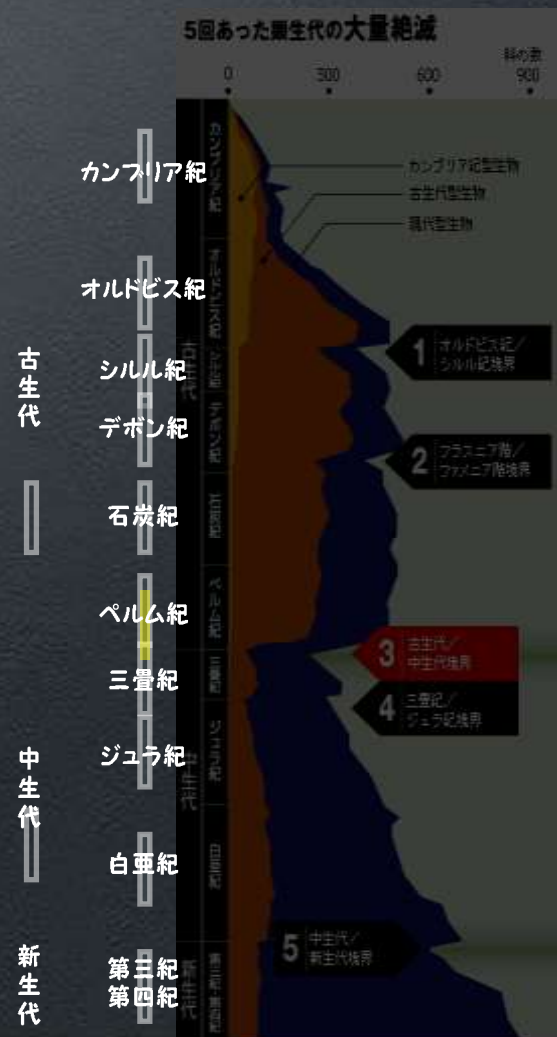 5回あった顕生代の大量絶滅
科の数
0
300
600
900
カンブリア紀型生物
古生代型生物
現代型生物
カンブリア紀
オルドビス紀
シルル紀
デボン紀
石炭紀
ペルム紀
三畳紀
ジュラ紀
白亜紀
第三紀
第四紀
古生代
中生代
新生代
カンブリア紀
オルドビス紀
シルル紀
デボン紀
石炭紀
ペルム紀
三畳紀
ジュラ紀
白亜紀
古生代
中生代
新生代
1
オルドビス紀/
シルル紀境界
2
フラスニア階/
ファメニア階境界
3
古生代/
中生代境界
4
三畳紀/
ジュラ紀境界
5
中生代/
新生代境界